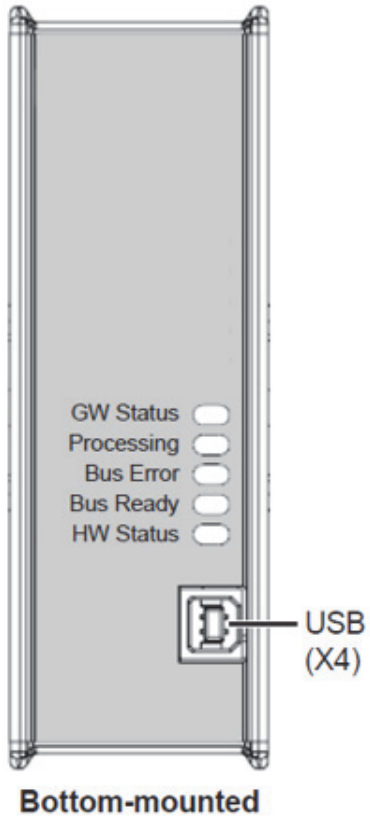 GW Status
Processing
Bus Error
Bus Ready
HW Status
USB
(X4)
Bottom-mounted